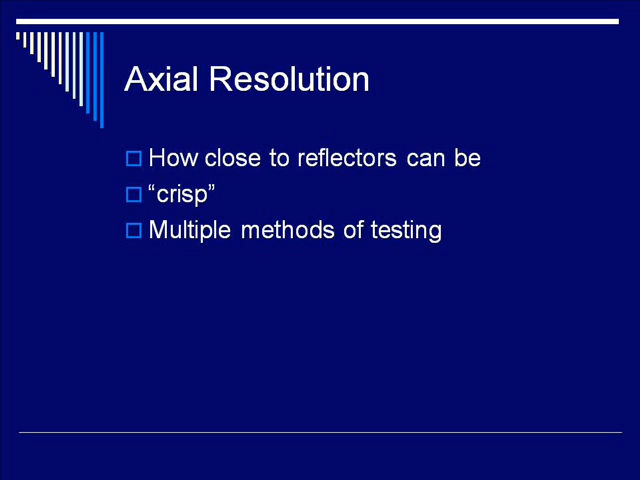 Axial Resolution
How close to reflectors can be
“crisp”
Multiple methods of testing